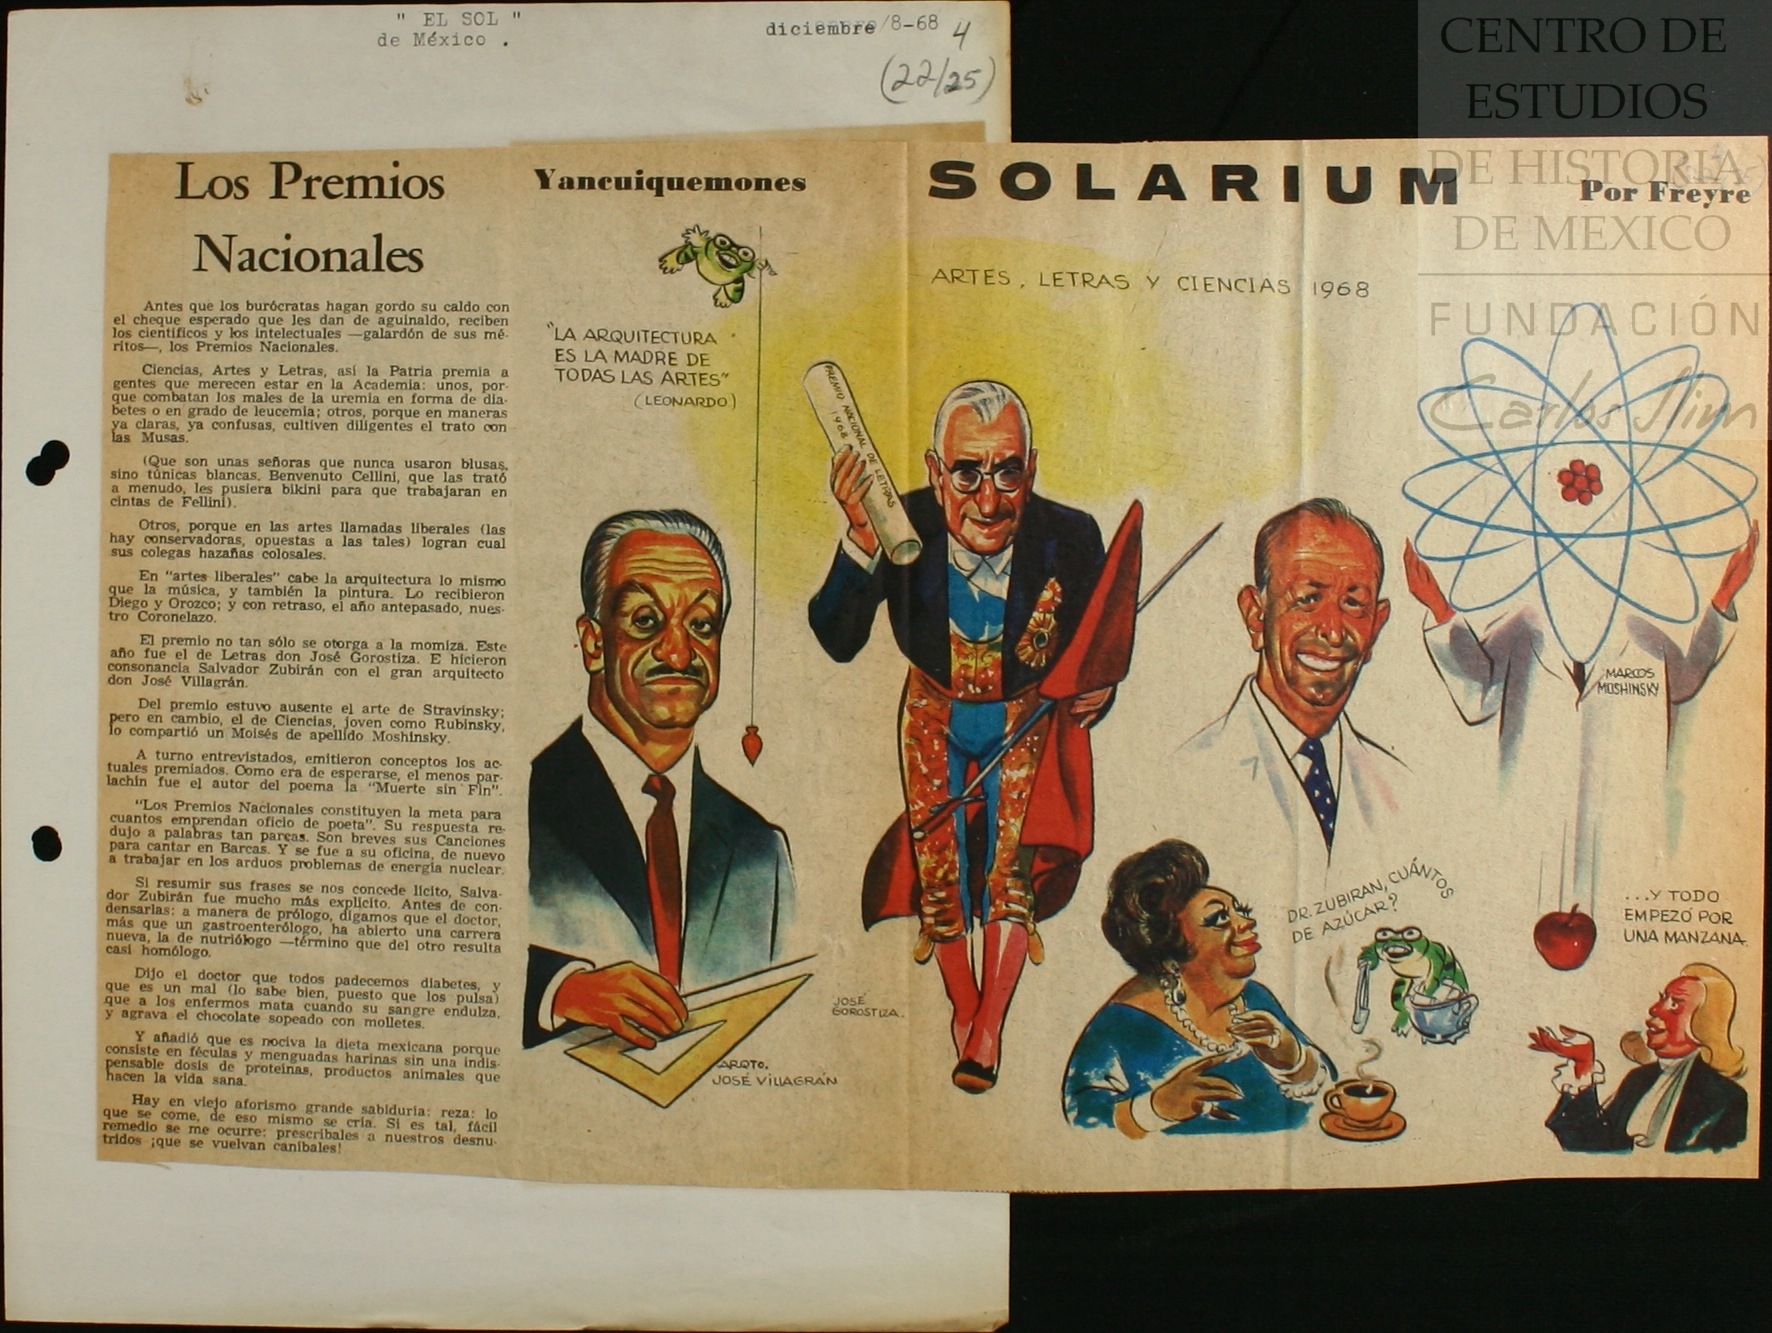 " EL SOL "
de México .
diciembre/8-68
4
(22/25)
CENTRO DE
ESTUDIOS
DE HISTORIA
DE MEXICO
FUNDACIÓN
Carlos Slim
Los Premios
Nacionales
Antes que los burócratas hagan gordo su caldo con
el cheque esperado que les dan de aguinaldo, reciben
los científicos y los intelectuales —galardón de sus mé-
ritos—, los Premios Nacionales.
Ciencias, Artes y Letras, así la Patria premia a
gentes que merecen estar en la Academia: unos, por-
que combatan los males de la uremia en forma de dia-
betes o en grado de leucemia; otros, porque en maneras
ya claras, ya confusas, cultiven diligentes el trato con
las Musas.
(Que son unas señoras que nunca usaron blusas,
sino túnicas blancas. Benvenuto Cellini, que las trató
a menudo, les pusiera bikini para que trabajaran en
cintas de Fellini).
Otros, porque en las artes llamadas liberales (las
hay conservadoras, opuestas a las tales) logran cual
sus colegas hazañas colosales.
En "artes liberales" cabe la arquitectura lo mismo
que la música, y también la pintura. Lo recibieron
Diego y Orozco; y con retraso, el año antepasado, nues-
tro Coronelazo.
El premio no tan sólo se otorga a la momiza. Este
año fue el de Letras don José Gorostiza. E hicieron
consonancia Salvador Zubirán con el gran arquitecto
don José Villagrán.
Del premio estuvo ausente el arte de Stravinsky;
pero en cambio, el de Ciencias, joven como Rubinsky,
lo compartió un Moisés de apellido Moshinsky.
A turno entrevistados, emitieron conceptos los ac-
tuales premiados. Como era de esperarse, el menos par-
lachín fue el autor del poema la "Muerte sin Fin".
"Los Premios Nacionales constituyen la meta para
cuantos emprendan oficio de poeta". Su respuesta re-
dujo a palabras tan parcas. Son breves sus Canciones
para cantar en Barcas. Y se fue a su oficina, de nuevo
a trabajar en los arduos problemas de energía nuclear.
Si resumir sus frases se nos concede lícito, Salva-
dor Zubirán fue mucho más explícito. Antes de con-
densarlas: a manera de prólogo, digamos que el doctor,
más que un gastroenterólogo, ha abierto una carrera
nueva, la de nutriólogo —término que del otro resulta
casi homólogo.
Dijo el doctor que todos padecemos diabetes, y
que es un mal (lo sabe bien, puesto que los pulsa)
que a los enfermos mata cuando su sangre endulza,
y agrava el chocolate sopeado con molletes.
Y añadió que es nociva la dieta mexicana porque
consiste en féculas y menguadas harinas sin una indis-
pensable dosis de proteínas, productos animales que
hacen la vida sana.
Hay en viejo aforismo grande sabiduría: reza: lo
que se come, de eso mismo se cría. Si es tal, fácil
remedio se me ocurre: prescríbales a nuestros desnu-
tridos ¡que se vuelvan caníbales!
Yancuiquemones
SOLARIUM
Por Freyre
ARTES, LETRAS Y CIENCIAS 1968
"LA ARQUITECTURA
ES LA MADRE DE
TODAS LAS ARTES"
(LEONARDO)
PREMIO NACIONAL DE LETRAS
1968
ARQTO.
JOSÉ VILLAGRÁN
JOSÉ
GOROSTIZA.
DR. ZUBIRAN, CUÁNTOS
DE AZÚCAR?
MARCOS
MOSHINSKY
...Y TODO
EMPEZÓ POR
UNA MANZANA.